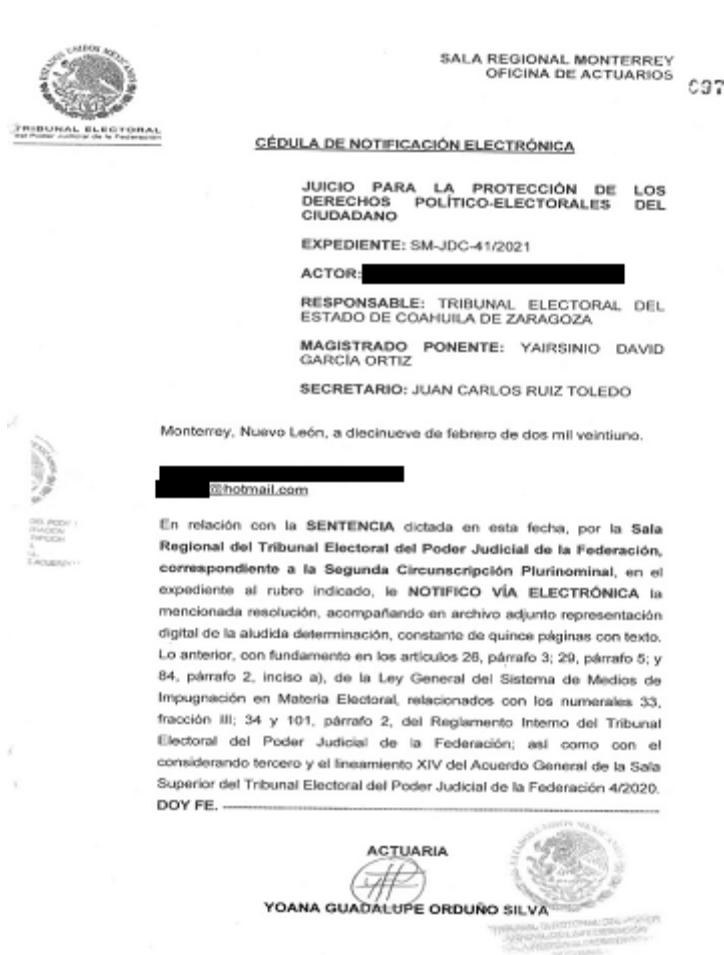 SALA REGIONAL MONTERREY
OFICINA DE ACTUARIOS
ESTADOS UNIDOS MEXICANOS
TRIBUNAL ELECTORAL
del Poder Judicial de la Federación
CÉDULA DE NOTIFICACIÓN ELECTRÓNICA
JUICIO PARA LA PROTECCIÓN DE LOS
DERECHOS POLÍTICO-ELECTORALES DEL
CIUDADANO
EXPEDIENTE: SM-JDC-41/2021
ACTOR:
RESPONSABLE: TRIBUNAL ELECTORAL DEL
ESTADO DE COAHUILA DE ZARAGOZA
MAGISTRADO PONENTE: YAIRSINIO DAVID
GARCÍA ORTIZ
SECRETARIO: JUAN CARLOS RUIZ TOLEDO
Monterrey, Nuevo León, a diecinueve de febrero de dos mil veintiuno.
@hotmail.com
En relación con la SENTENCIA dictada en esta fecha, por la Sala
Regional del Tribunal Electoral del Poder Judicial de la Federación,
correspondiente a la Segunda Circunscripción Plurinominal, en el
expediente al rubro indicado, le NOTIFICO VÍA ELECTRÓNICA la
mencionada resolución, acompañando en archivo adjunto representación
digital de la aludida determinación, constante de quince páginas con texto.
Lo anterior, con fundamento en los artículos 26, párrafo 3; 29, párrafo 5; y
84, párrafo 2, inciso a), de la Ley General del Sistema de Medios de
Impugnación en Materia Electoral, relacionados con los numerales 33,
fracción III; 34 y 101, párrafo 2, del Reglamento Interno del Tribunal
Electoral del Poder Judicial de la Federación; así como con el
considerando tercero y el lineamiento XIV del Acuerdo General de la Sala
Superior del Tribunal Electoral del Poder Judicial de la Federación 4/2020.
DOY FE.
ACTUARIA
YOANA GUADALUPE ORDUÑO SILVA